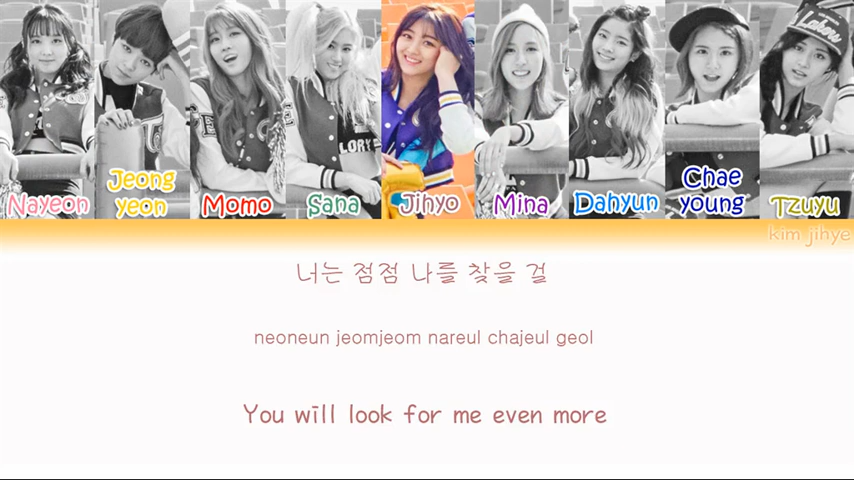 Nayeon
Jeong
yeon
Momo
Sana
Jihyo
Mina
Dahyun
Chae
young
Tzuyu
kim jihye
너는 점점 나를 찾을 걸
neoneun jeomjeom nareul chajeul geol
You will look for me even more